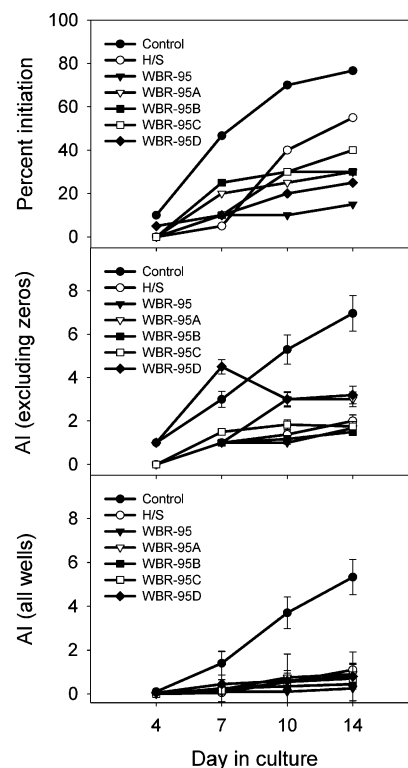 100
80
60
40
20
0
Percent initiation
Control
H/S
WBR-95
WBR-95A
WBR-95B
WBR-95C
WBR-95D
8
6
4
2
0
AI (excluding zeros)
Control
H/S
WBR-95
WBR-95A
WBR-95B
WBR-95C
WBR-95D
8
6
4
2
0
AI (all wells)
Control
H/S
WBR-95
WBR-95A
WBR-95B
WBR-95C
WBR-95D
4 7 10 14
Day in culture